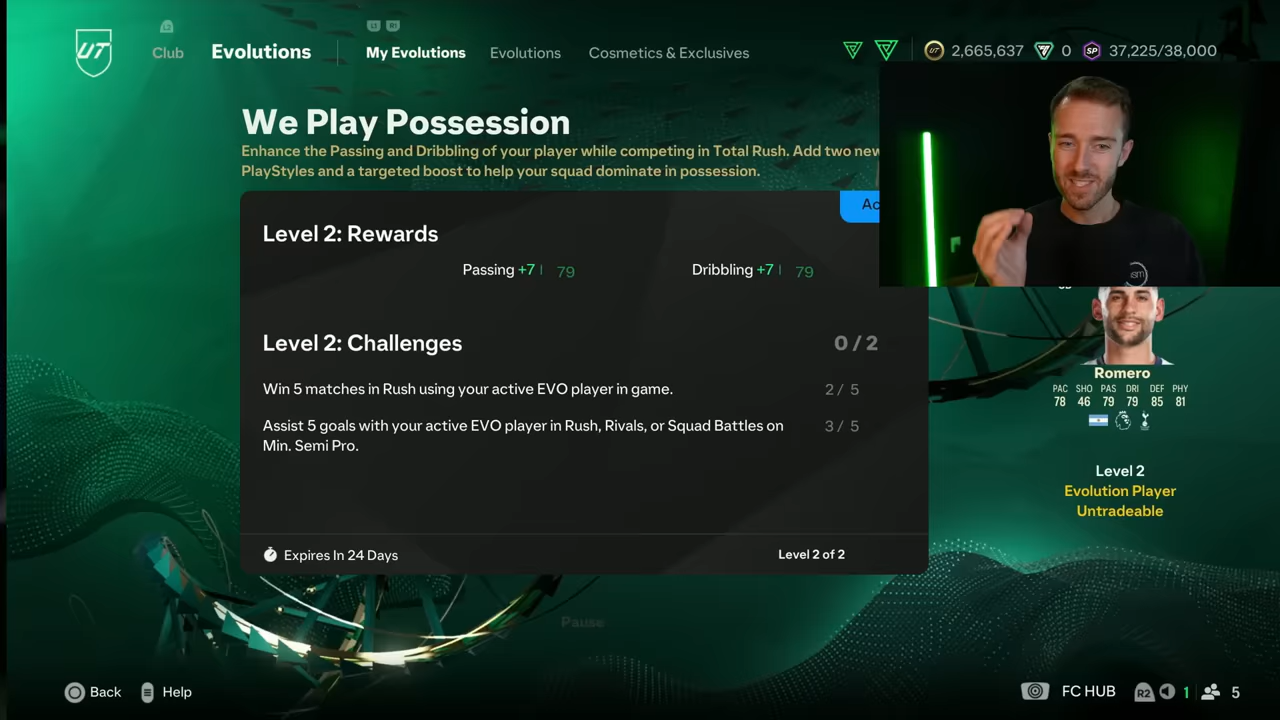 UT
L2
Club
Evolutions
L1 R1
My Evolutions
Evolutions
Cosmetics & Exclusives
UT 2,665,637
0
SP 37,225/38,000
We Play Possession
Enhance the Passing and Dribbling of your player while competing in Total Rush. Add two new
PlayStyles and a targeted boost to help your squad dominate in possession.
Level 2: Rewards
Passing +7 | 79
Dribbling +7 | 79
Level 2: Challenges
0 / 2
Win 5 matches in Rush using your active EVO player in game.
2 / 5
Assist 5 goals with your active EVO player in Rush, Rivals, or Squad Battles on
Min. Semi Pro.
3 / 5
Expires In 24 Days
Level 2 of 2
Romero
PAC SHO PAS DRI DEF PHY
78 46 79 79 85 81
Level 2
Evolution Player
Untradeable
Pause
Back
Help
FC HUB
R2
1
5